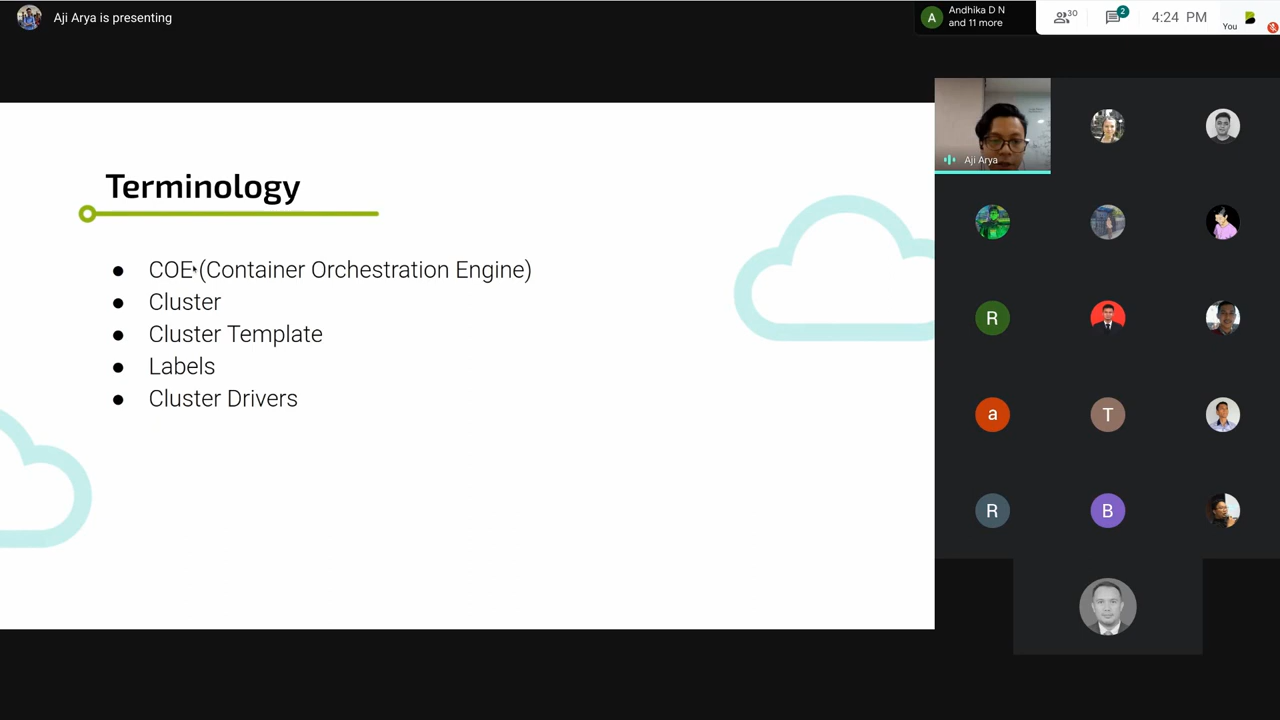 Aji Arya is presenting
A
Andhika D N
and 11 more
30
2
4:24 PM
You
Terminology
● COE (Container Orchestration Engine)
● Cluster
● Cluster Template
● Labels
● Cluster Drivers
Aji Arya
R
a
T
R
B